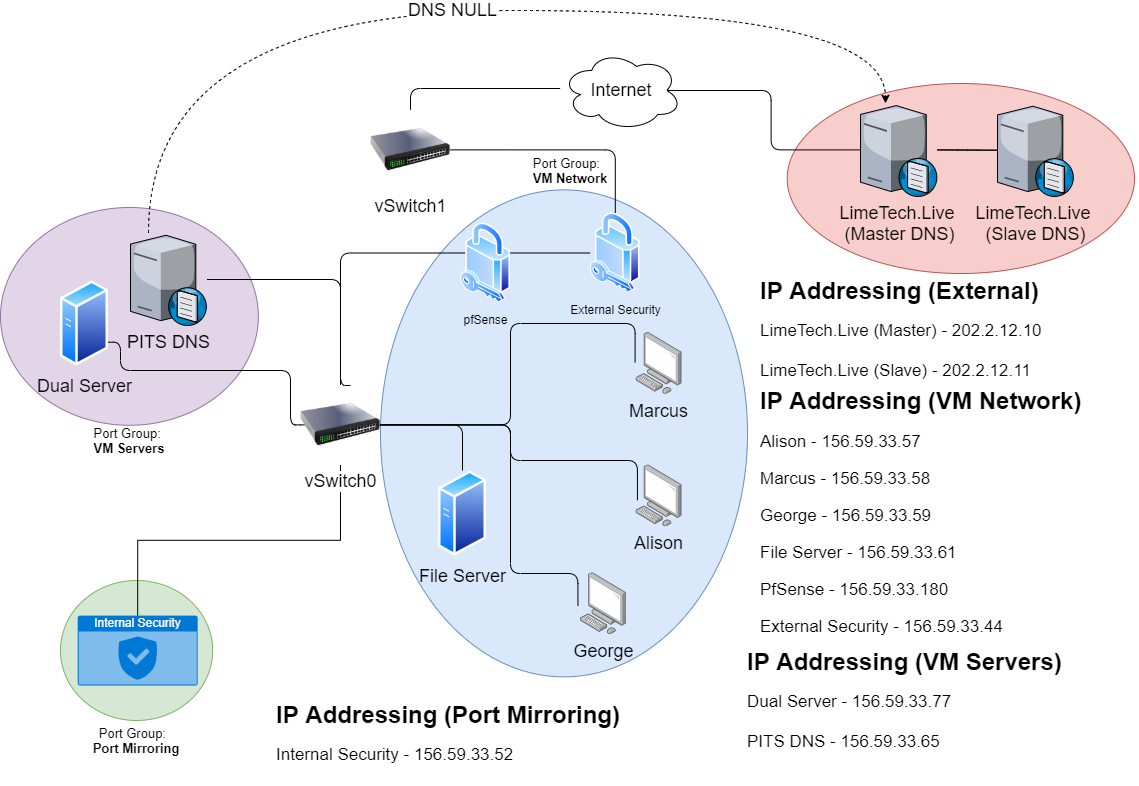 DNS NULL
Internet
Port Group:
VM Network
vSwitch1
LimeTech.Live
(Master DNS)
LimeTech.Live
(Slave DNS)
PITS DNS
Dual Server
Port Group:
VM Servers
pfSense
External Security
Marcus
vSwitch0
Alison
File Server
George
Internal Security
Port Group:
Port Mirroring
IP Addressing (External)
LimeTech.Live (Master) - 202.2.12.10
LimeTech.Live (Slave) - 202.2.12.11
IP Addressing (VM Network)
Alison - 156.59.33.57
Marcus - 156.59.33.58
George - 156.59.33.59
File Server - 156.59.33.61
PfSense - 156.59.33.180
External Security - 156.59.33.44
IP Addressing (VM Servers)
Dual Server - 156.59.33.77
PITS DNS - 156.59.33.65
IP Addressing (Port Mirroring)
Internal Security - 156.59.33.52